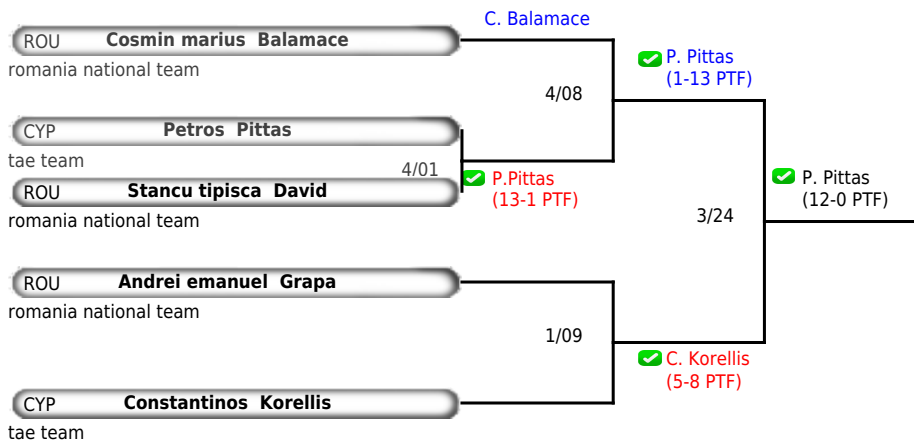 C. Balamace
ROU Cosmin marius Balamace
romania national team
P. Pittas
(1-13 PTF)
4/08
CYP Petros Pittas
tae team
4/01
P.Pittas
(13-1 PTF)
ROU Stancu tipisca David
romania national team
P. Pittas
(12-0 PTF)
3/24
ROU Andrei emanuel Grapa
romania national team
1/09
C. Korellis
(5-8 PTF)
CYP Constantinos Korellis
tae team